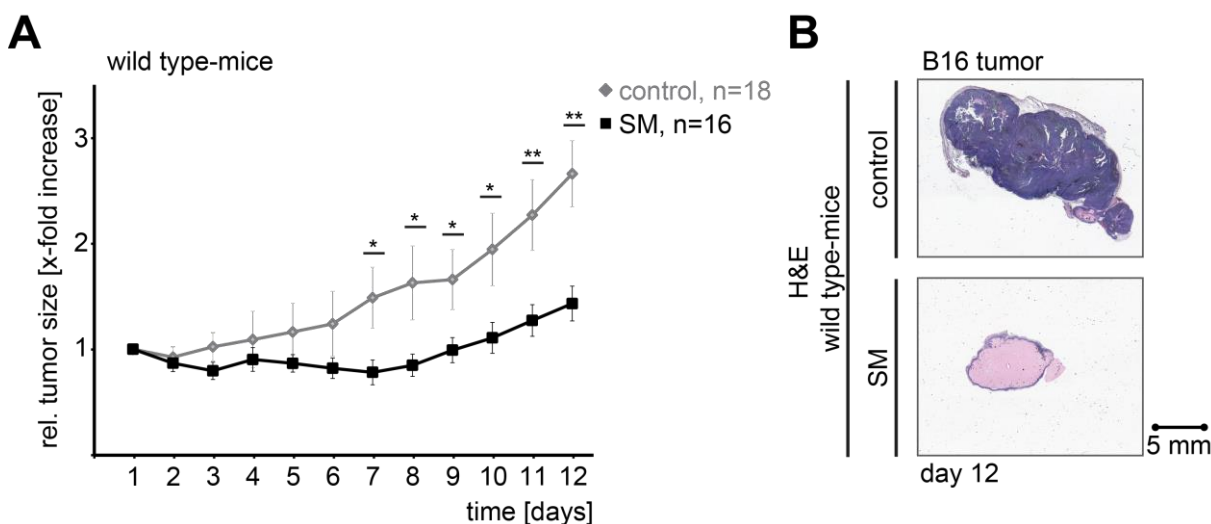 A
wild type-mice
control, n=18
SM, n=16
rel. tumor size [x-fold increase]
3
2
1
* * * * ** **
1 2 3 4 5 6 7 8 9 10 11 12
time [days]
B
B16 tumor
H&E
wild type-mice
control
SM
5 mm
day 12